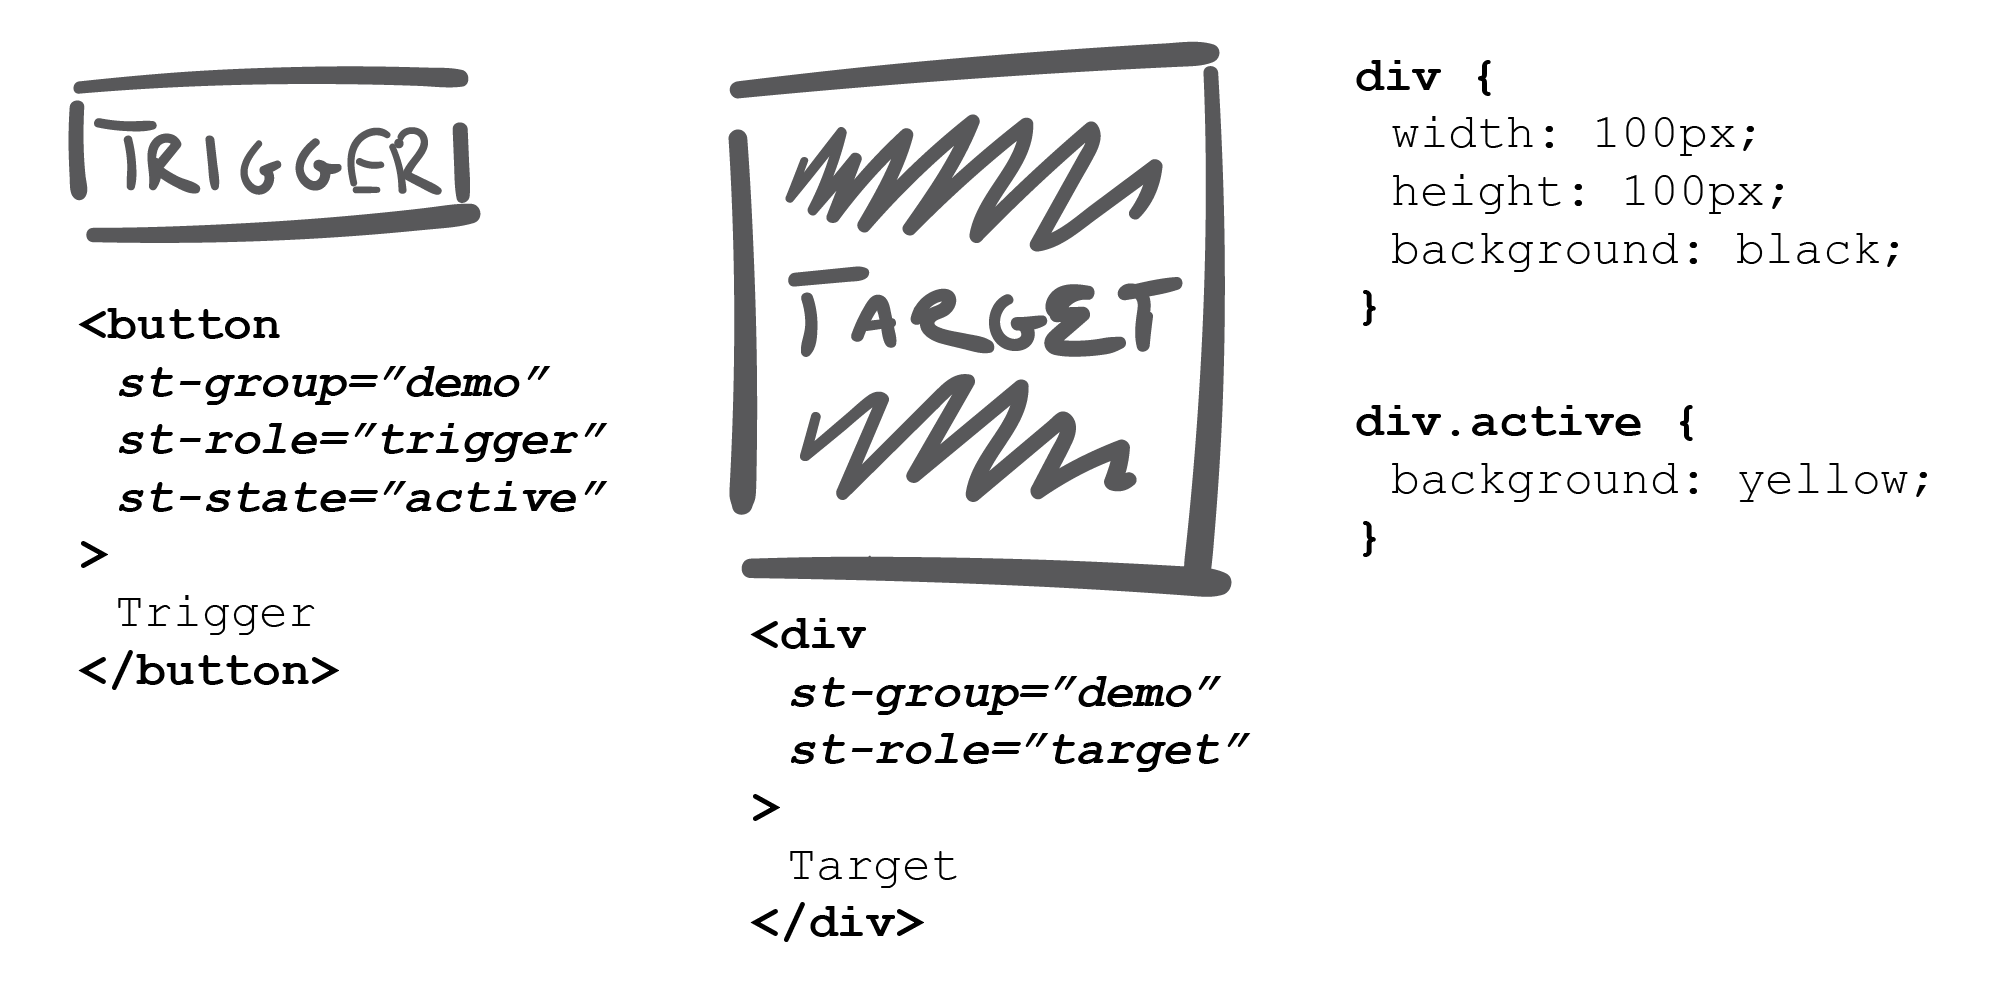 TRIGGER
<button
st-group=”demo”
st-role=”trigger”
st-state=”active”
>
Trigger
</button>
TARGET
<div
st-group=”demo”
st-role=”target”
>
Target
</div>
div {
width: 100px;
height: 100px;
background: black;
}
div.active {
background: yellow;
}